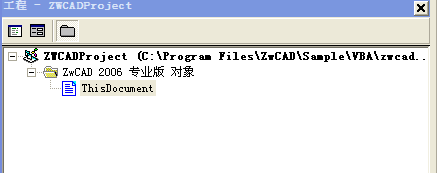 工程 - ZWCADProject
ZWCADProject (C:\Program Files\ZwCAD\Sample\VBA\zwcad..
ZwCAD 2006 专业版 对象
ThisDocument